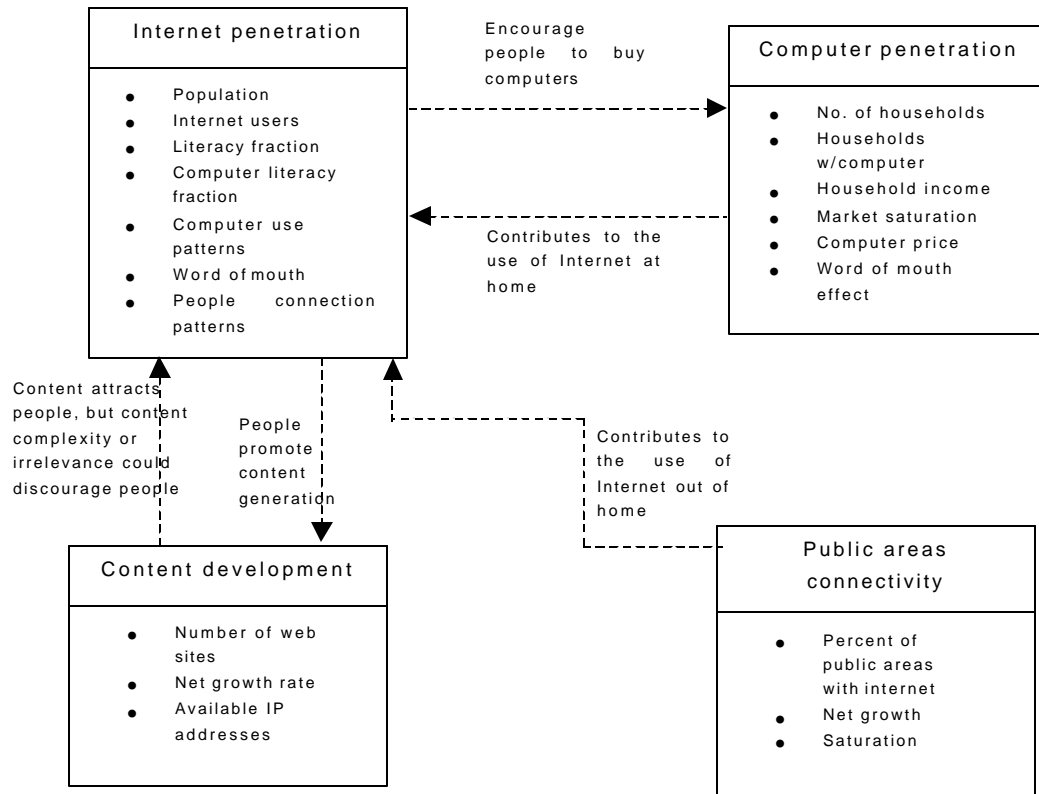 Internet penetration
Population
Internet users
Literacy fraction
Computer literacy
fraction
Computer use
patterns
Word of mouth
People connection
patterns
Encourage
people to buy
computers
Computer penetration
No. of households
Households
w/computer
Household income
Market saturation
Computer price
Word of mouth
effect
Contributes to the
use of Internet at
home
Content attracts
people, but content
complexity or
irrelevance could
discourage people
People
promote
content
generation
Contributes to
the use of
Internet out of
home
Content development
Number of web
sites
Net growth rate
Available IP
addresses
Public areas
connectivity
Percent of
public areas
with internet
Net growth
Saturation